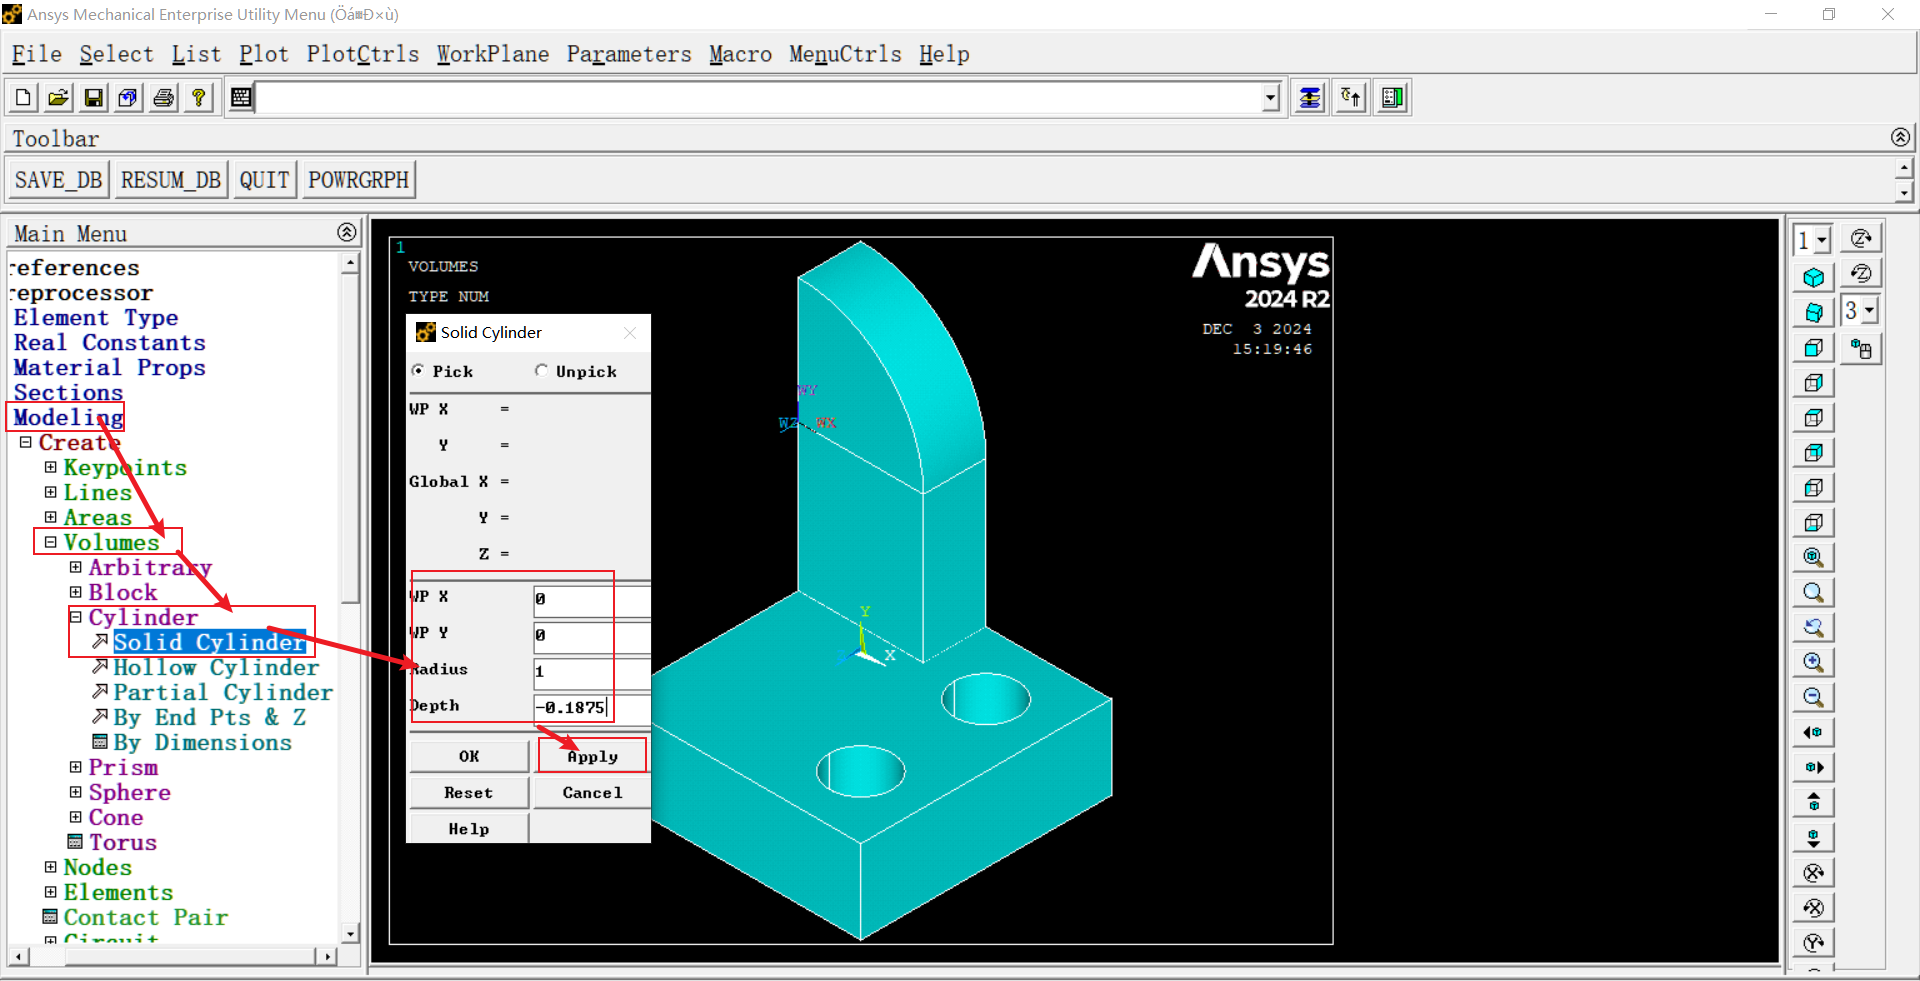 Ansys Mechanical Enterprise Utility Menu (Öá³Ð×ù)
File Select List Plot PlotCtrls WorkPlane Parameters Macro MenuCtrls Help
Toolbar
SAVE_DB RESUM_DB QUIT POWRGRPH
Main Menu
references
reprocessor
Element Type
Real Constants
Material Props
Sections
Modeling
Create
Keypoints
Lines
Areas
Volumes
Arbitrary
Block
Cylinder
Solid Cylinder
Hollow Cylinder
Partial Cylinder
By End Pts & Z
By Dimensions
Prism
Sphere
Cone
Torus
Nodes
Elements
Contact Pair
Circuit
1
VOLUMES
TYPE NUM
Solid Cylinder
Pick Unpick
WP X =
Y =
Global X =
Y =
Z =
WP X 0
WP Y 0
Radius 1
Depth -0.1875
OK Apply
Reset Cancel
Help
WY
WZ WX
Y
X
Ansys
2024 R2
DEC 3 2024
15:19:46
1
3